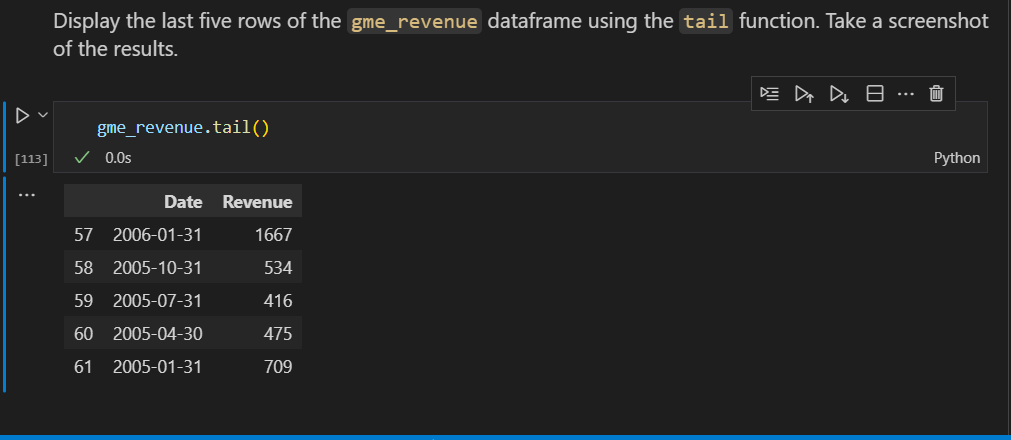 Display the last five rows of the gme_revenue dataframe using the tail function. Take a screenshot
of the results.
gme_revenue.tail()
[113]
0.0s
Python
Date Revenue
57 2006-01-31 1667
58 2005-10-31 534
59 2005-07-31 416
60 2005-04-30 475
61 2005-01-31 709